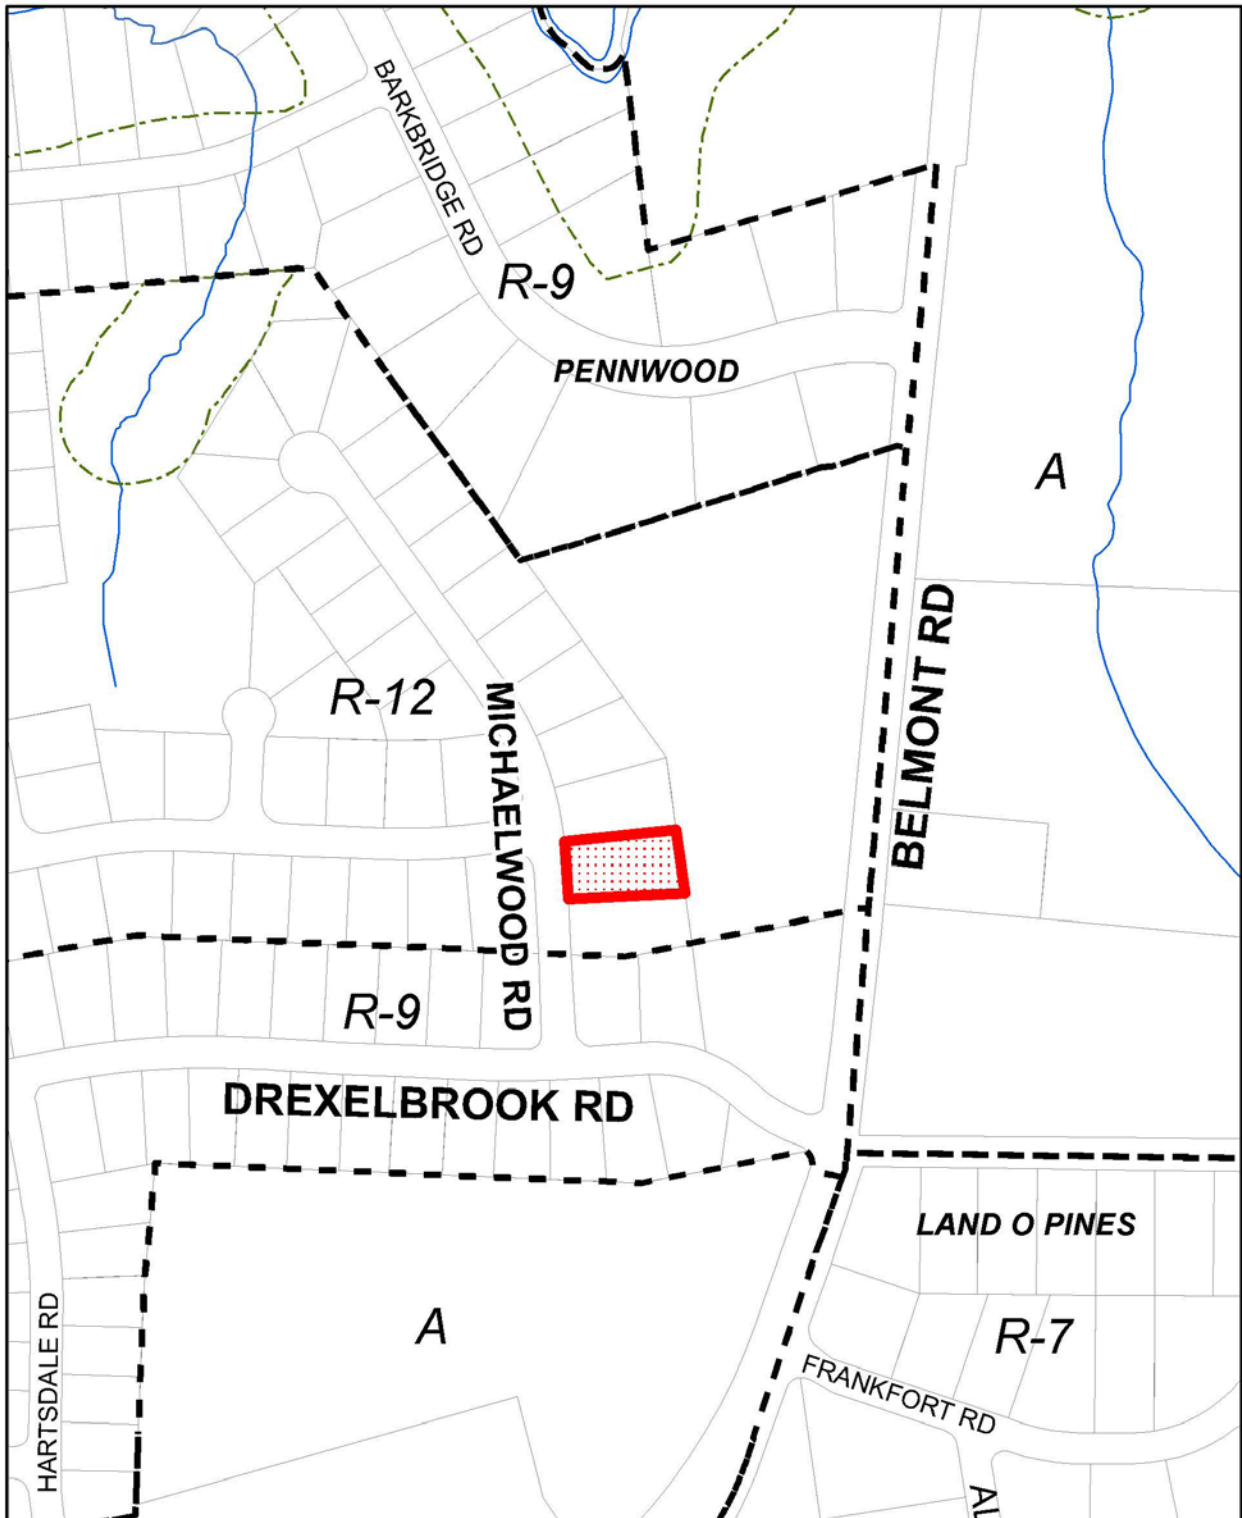 BARKBRIDGE RD
R-9
PENNWOOD
A
BELMONT RD
R-12
MICHAELWOOD RD
R-9
DREXELBROOK RD
LAND O PINES
HARTSDALE RD
A
R-7
FRANKFORT RD
AL